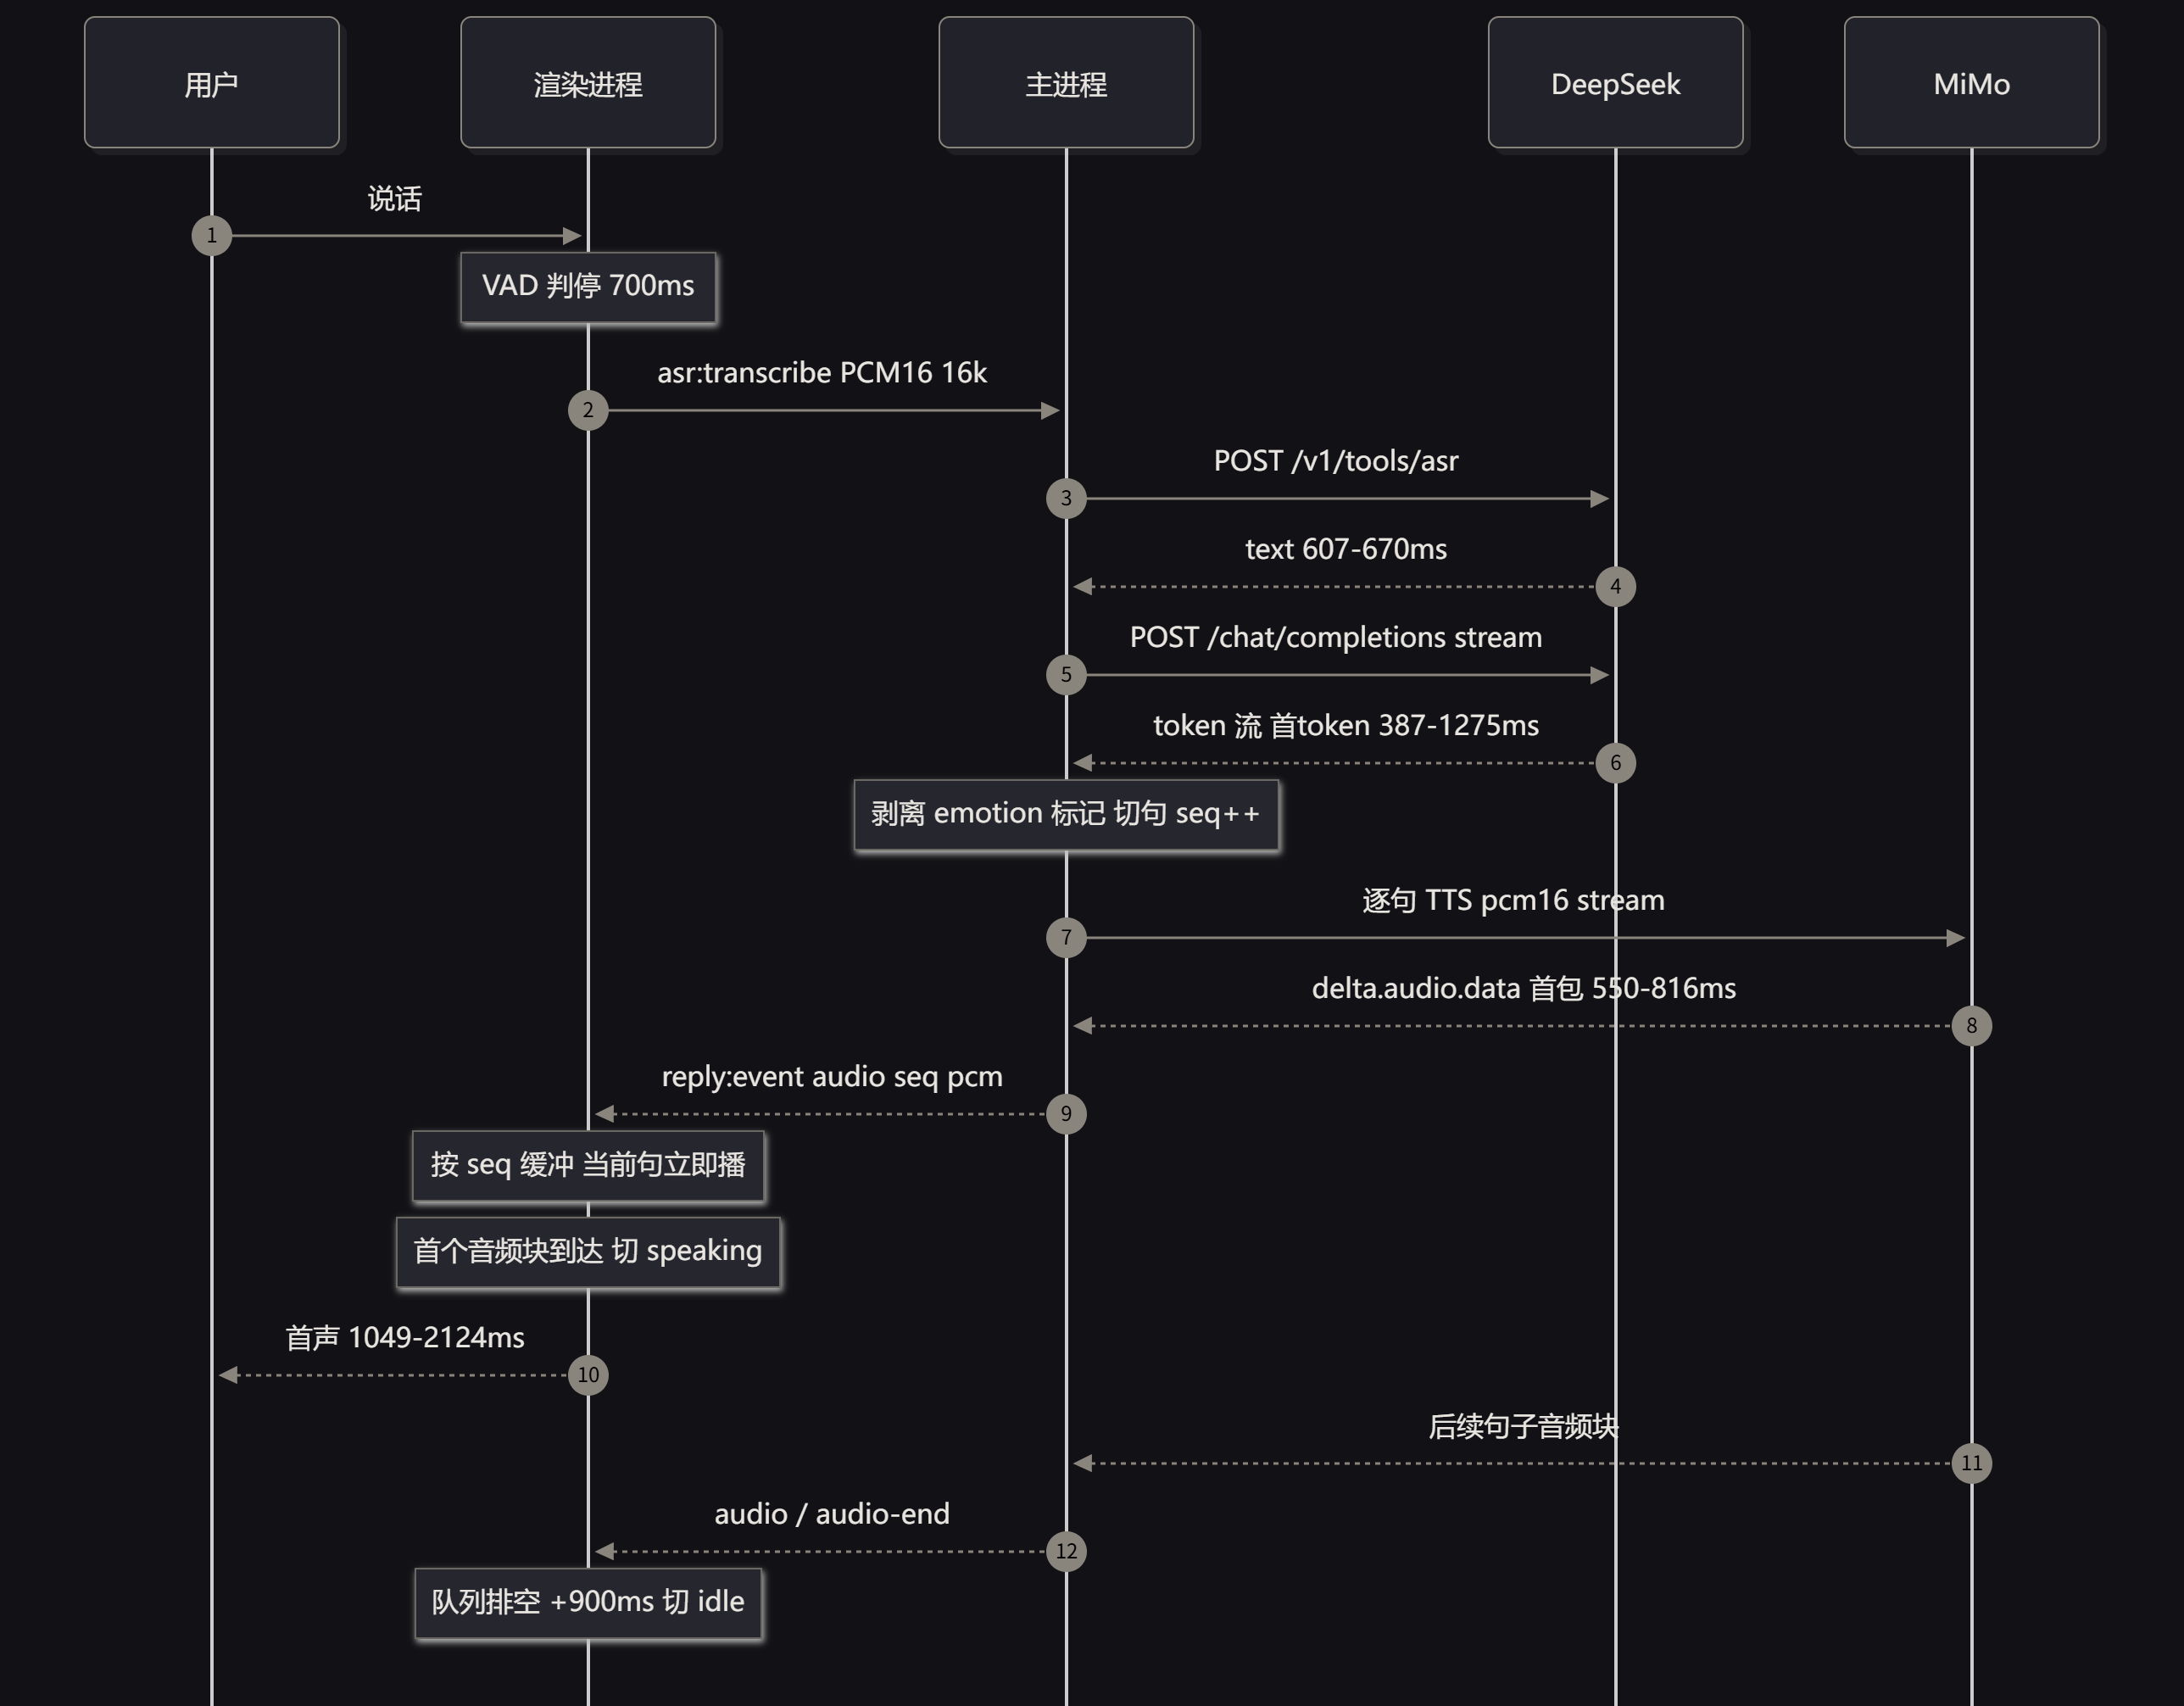 用户
渲染进程
主进程
DeepSeek
MiMo
说话
1
VAD 判停 700ms
asr:transcribe PCM16 16k
2
POST /v1/tools/asr
3
text 607-670ms
4
POST /chat/completions stream
5
token 流 首token 387-1275ms
6
剥离 emotion 标记 切句 seq++
逐句 TTS pcm16 stream
7
delta.audio.data 首包 550-816ms
8
reply:event audio seq pcm
9
按 seq 缓冲 当前句立即播
首个音频块到达 切 speaking
首声 1049-2124ms
10
后续句子音频块
11
audio / audio-end
12
队列排空 +900ms 切 idle